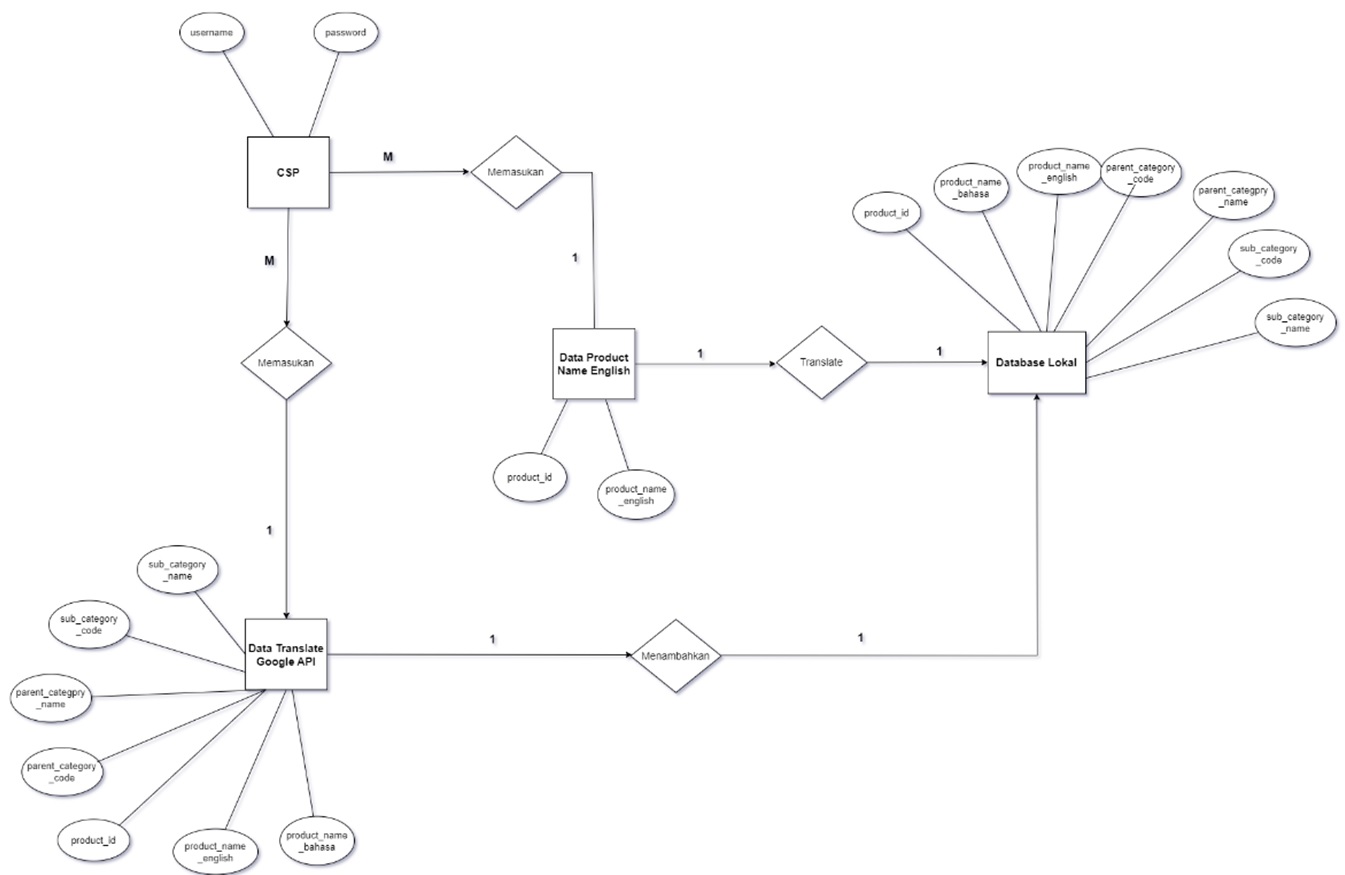 username
password
CSP
M
Memasukan
1
M
Memasukan
1
product_id
product_name
_bahasa
product_name
_english
parent_category
_code
parent_categpry
_name
sub_category
_code
sub_category
_name
Data Product
Name English
1
Translate
1
Database Lokal
product_id
product_name
_english
sub_category
_name
sub_category
_code
parent_categpry
_name
parent_category
_code
product_id
product_name
_english
product_name
_bahasa
Data Translate
Google API
1
Menambahkan
1